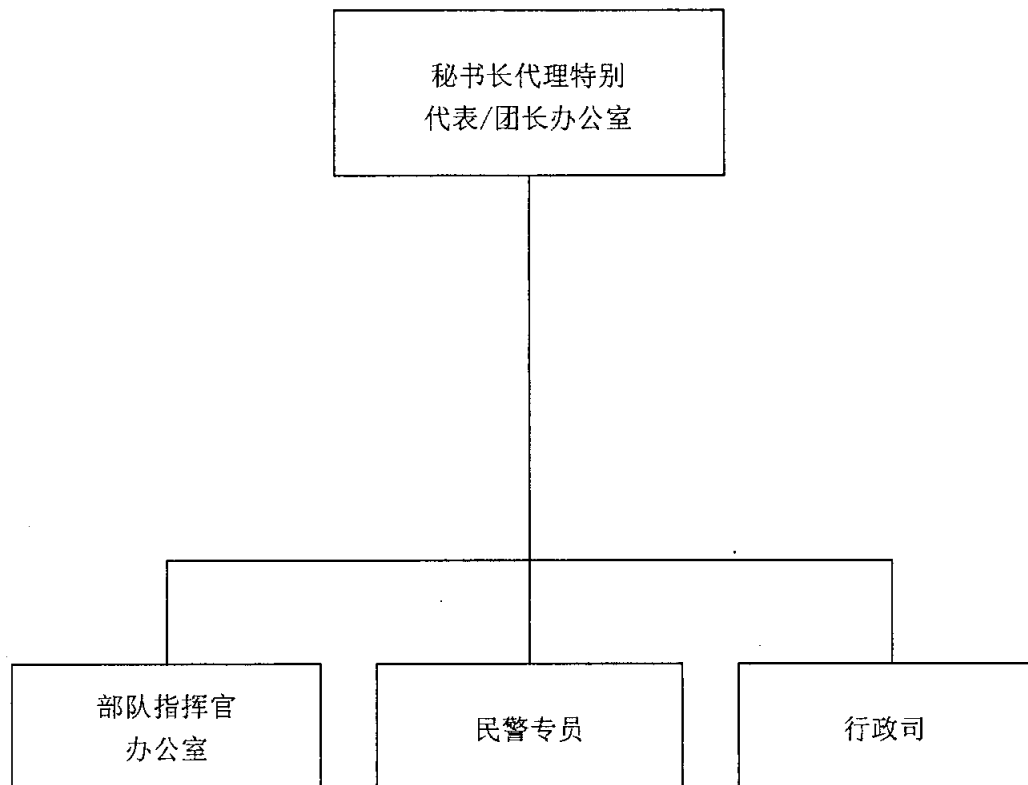 秘书长代理特别
代表/团长办公室
部队指挥官
办公室
民警专员
行政司